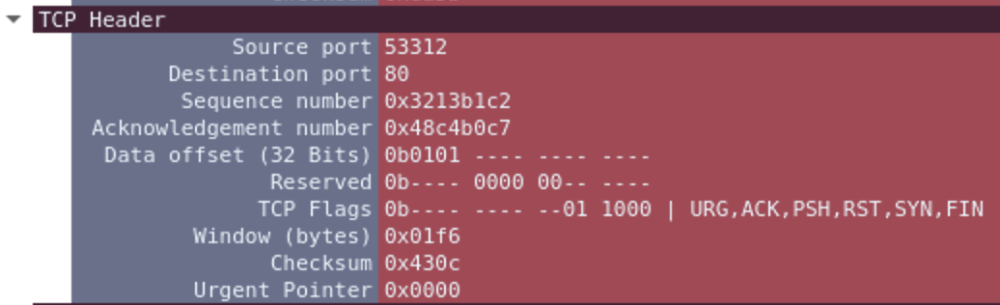 TCP Header
Source port 53312
Destination port 80
Sequence number 0x3213b1c2
Acknowledgement number 0x48c4b0c7
Data offset (32 Bits) 0b0101 ---- ---- ----
Reserved 0b---- 0000 00-- ----
TCP Flags 0b---- ---- --01 1000 | URG,ACK,PSH,RST,SYN,FIN
Window (bytes) 0x01f6
Checksum 0x430c
Urgent Pointer 0x0000